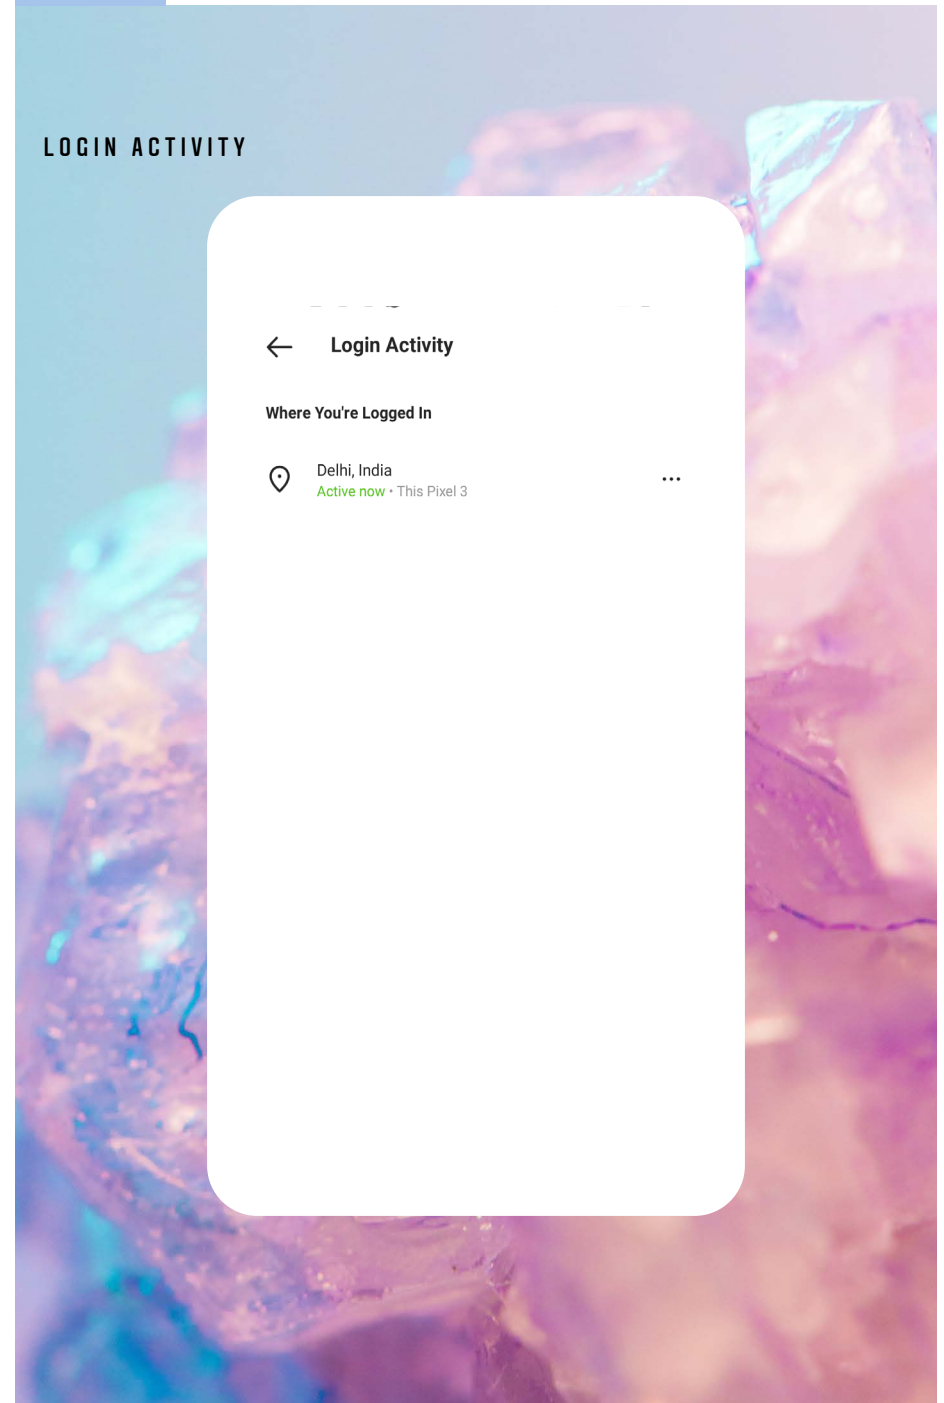 LOGIN ACTIVITY
Login Activity
Where You're Logged In
Delhi, India
Active now • This Pixel 3